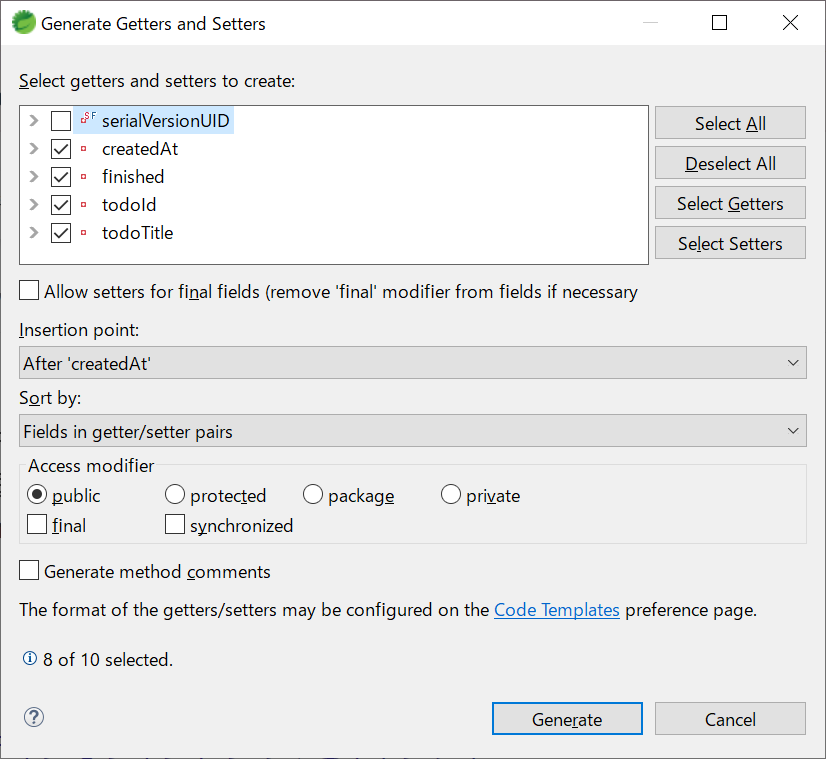 Generate Getters and Setters
Select getters and setters to create:
serialVersionUID
createdAt
finished
todoId
todoTitle
Select All
Deselect All
Select Getters
Select Setters
Allow setters for final fields (remove 'final' modifier from fields if necessary
Insertion point:
After 'createdAt'
Sort by:
Fields in getter/setter pairs
Access modifier
public protected package private
final synchronized
Generate method comments
The format of the getters/setters may be configured on the Code Templates preference page.
8 of 10 selected.
Generate Cancel